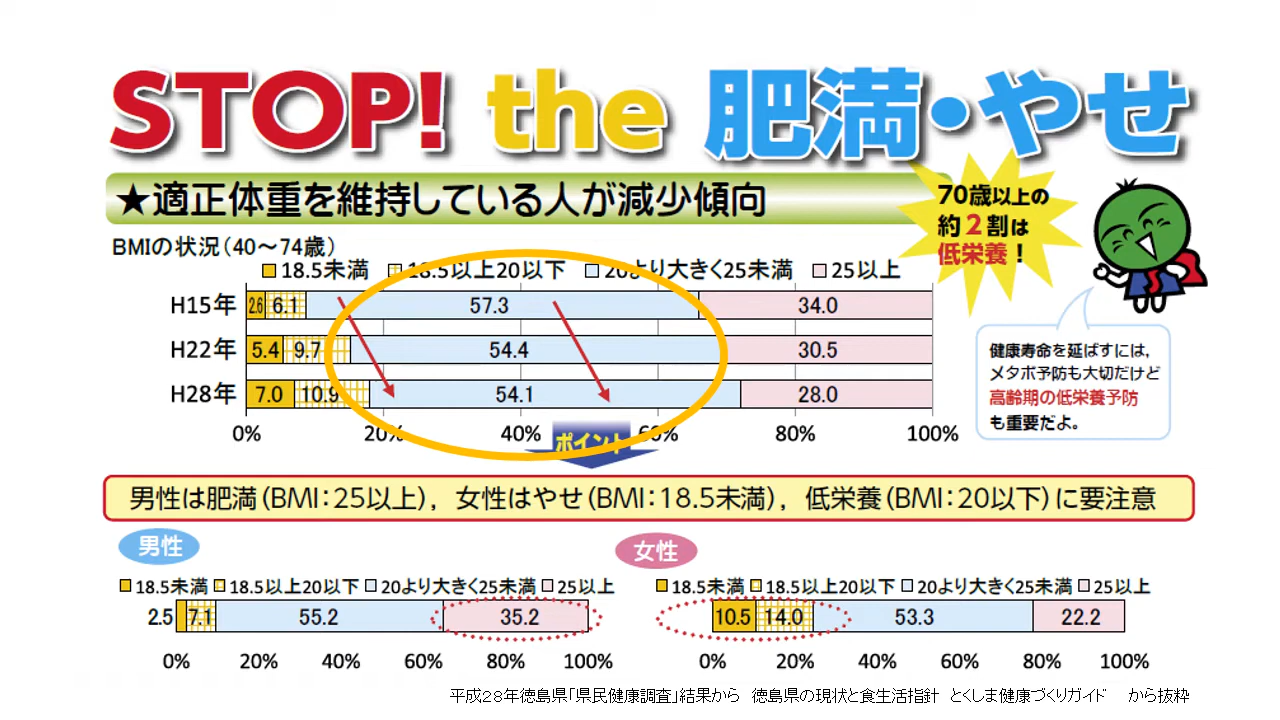 STOP! the 肥満・やせ
★適正体重を維持している人が減少傾向
70歳以上の
約2割は
低栄養！
BMIの状況（40～74歳）
18.5未満 18.5以上20以下 20より大きく25未満 25以上
H15年 2.6 6.1 57.3 34.0
H22年 5.4 9.7 54.4 30.5
H28年 7.0 10.9 54.1 28.0
0% 20% 40% 60% 80% 100%
健康寿命を延ばすには，
メタボ予防も大切だけど
高齢期の低栄養予防
も重要だよ。
ポイント
男性は肥満（BMI：25以上），女性はやせ（BMI：18.5未満），低栄養（BMI：20以下）に要注意
男性
18.5未満 18.5以上20以下 20より大きく25未満 25以上
2.5 7.1 55.2 35.2
0% 20% 40% 60% 80% 100%
女性
18.5未満 18.5以上20以下 20より大きく25未満 25以上
10.5 14.0 53.3 22.2
0% 20% 40% 60% 80% 100%
平成28年徳島県「県民健康調査」結果から 徳島県の現状と食生活指針 とくしま健康づくりガイド から抜粋